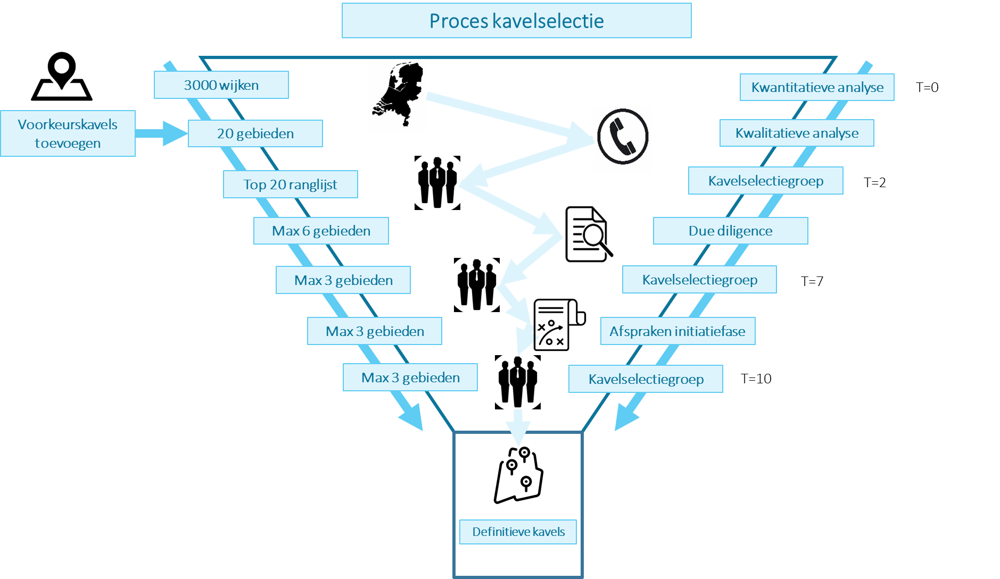 Proces kavelselectie
3000 wijken
Kwantitatieve analyse
T=0
Voorkeurskavels
toevoegen
20 gebieden
Kwalitatieve analyse
Top 20 ranglijst
Kavelselectiegroep
T=2
Max 6 gebieden
Due diligence
Max 3 gebieden
Kavelselectiegroep
T=7
Max 3 gebieden
Afspraken initiatiefase
Max 3 gebieden
Kavelselectiegroep
T=10
Definitieve kavels